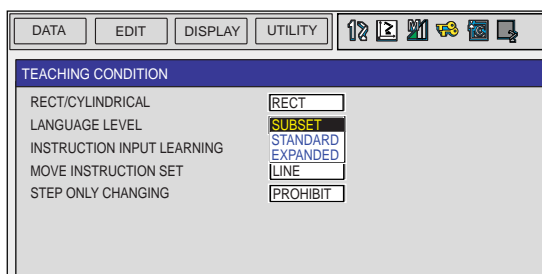 DATA EDIT DISPLAY UTILITY
TEACHING CONDITION
RECT/CYLINDRICAL RECT
LANGUAGE LEVEL SUBSET
STANDARD
INSTRUCTION INPUT LEARNING
EXPANDED
MOVE INSTRUCTION SET LINE
STEP ONLY CHANGING PROHIBIT